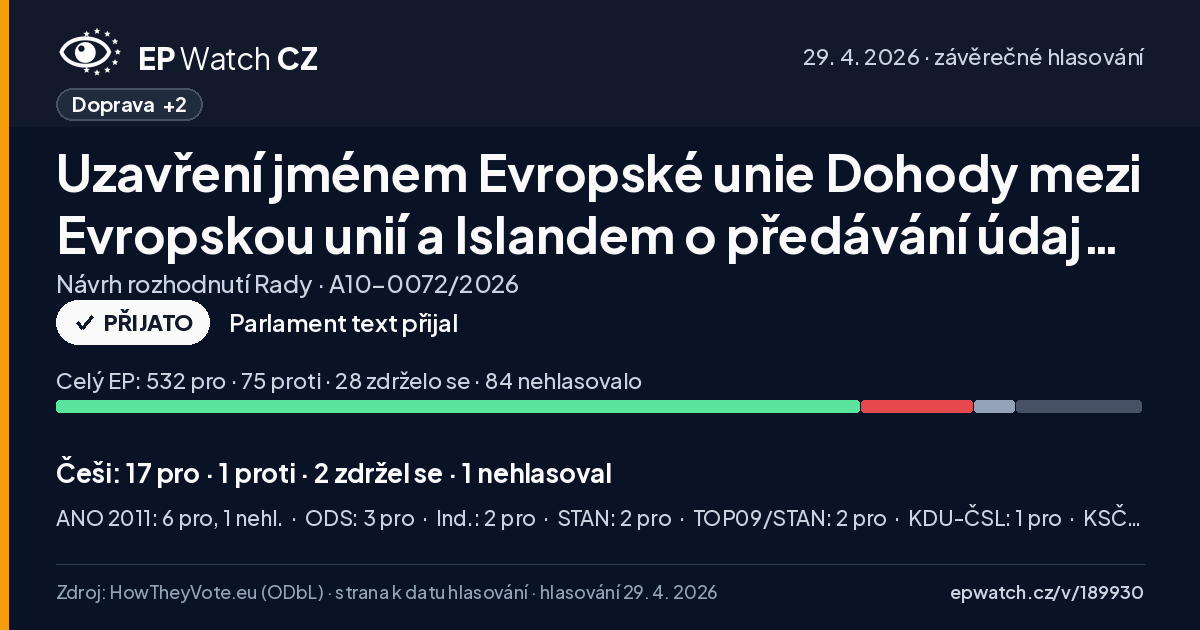 EP Watch CZ
29. 4. 2026 · závěrečné hlasování
Doprava +2
Uzavření jménem Evropské unie Dohody mezi
Evropskou unií a Islandem o předávání údaj…
Návrh rozhodnutí Rady · A10-0072/2026
✓ PŘIJATO Parlament text přijal
Celý EP: 532 pro · 75 proti · 28 zdrželo se · 84 nehlasovalo
Češi: 17 pro · 1 proti · 2 zdržel se · 1 nehlasoval
ANO 2011: 6 pro, 1 nehl. · ODS: 3 pro · Ind.: 2 pro · STAN: 2 pro · TOP09/STAN: 2 pro · KDU-ČSL: 1 pro · KSČ…
Zdroj: HowTheyVote.eu (ODbL) · strana k datu hlasování · hlasování 29. 4. 2026
epwatch.cz/v/189930